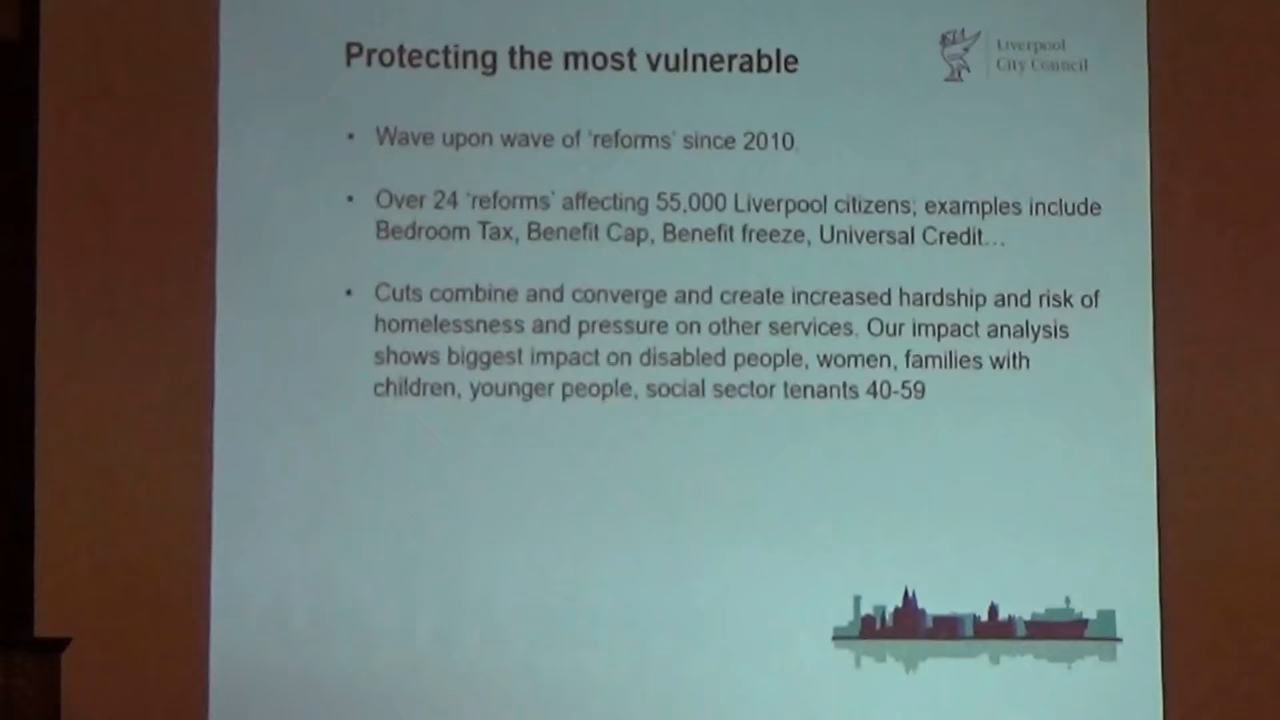 Protecting the most vulnerable
Liverpool
City Council
• Wave upon wave of 'reforms' since 2010
• Over 24 'reforms' affecting 55,000 Liverpool citizens; examples include
Bedroom Tax, Benefit Cap, Benefit freeze, Universal Credit...
• Cuts combine and converge and create increased hardship and risk of
homelessness and pressure on other services. Our impact analysis
shows biggest impact on disabled people, women, families with
children, younger people, social sector tenants 40-59